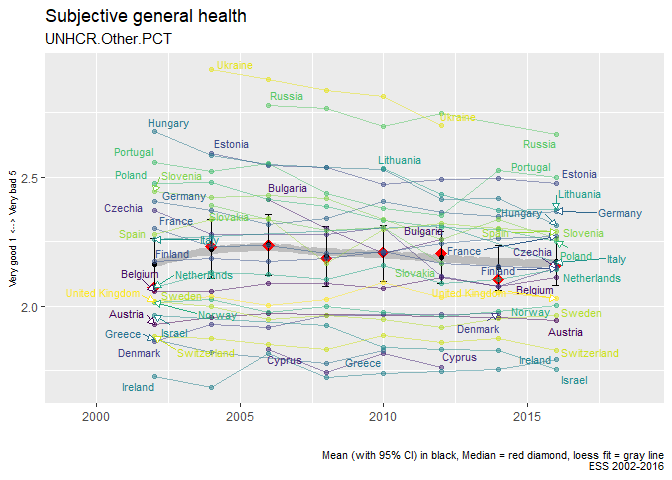 Subjective general health
UNHCR.Other.PCT
Very good 1 <--> Very bad 5
2.5
2.0
Ukraine
Russia
Ukraine
Hungary
Estonia
Russia
Portugal
Lithuania
Portugal
Poland
Slovenia
Bulgaria
Estonia
Germany
Lithuania
Czechia
Slovakia
Hungary
Germany
France
Spain
Italy
Bulgaria
Spain
Slovenia
Finland
France
Czechia
Poland
Italy
Belgium
Netherlands
Slovakia
Finland
Netherlands
United Kingdom
Sweden
United Kingdom
Belgium
Austria
Norway
Norway
Sweden
Greece
Israel
Denmark
Austria
Denmark
Switzerland
Cyprus
Greece
Cyprus
Ireland
Switzerland
Ireland
Israel
2000
2005
2010
2015
Mean (with 95% CI) in black, Median = red diamond, loess fit = gray line
ESS 2002-2016